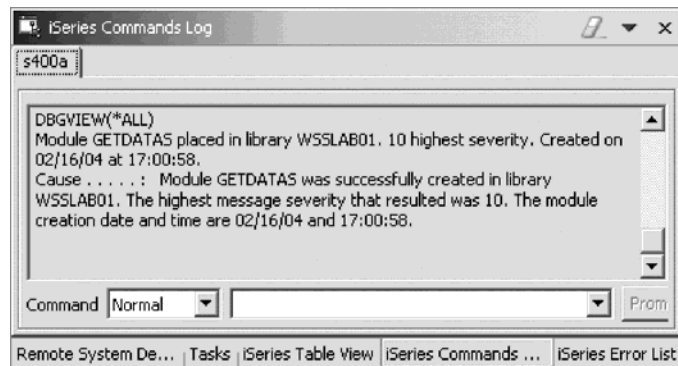 iSeries Commands Log
s400a
DBGVIEW(*ALL)
Module GETDATAS placed in library WSSLAB01. 10 highest severity. Created on
02/16/04 at 17:00:58.
Cause . . . . . : Module GETDATAS was successfully created in library
WSSLAB01. The highest message severity that resulted was 10. The module
creation date and time are 02/16/04 and 17:00:58.
Command Normal Prom
Remote System De... Tasks iSeries Table View iSeries Commands ... iSeries Error List